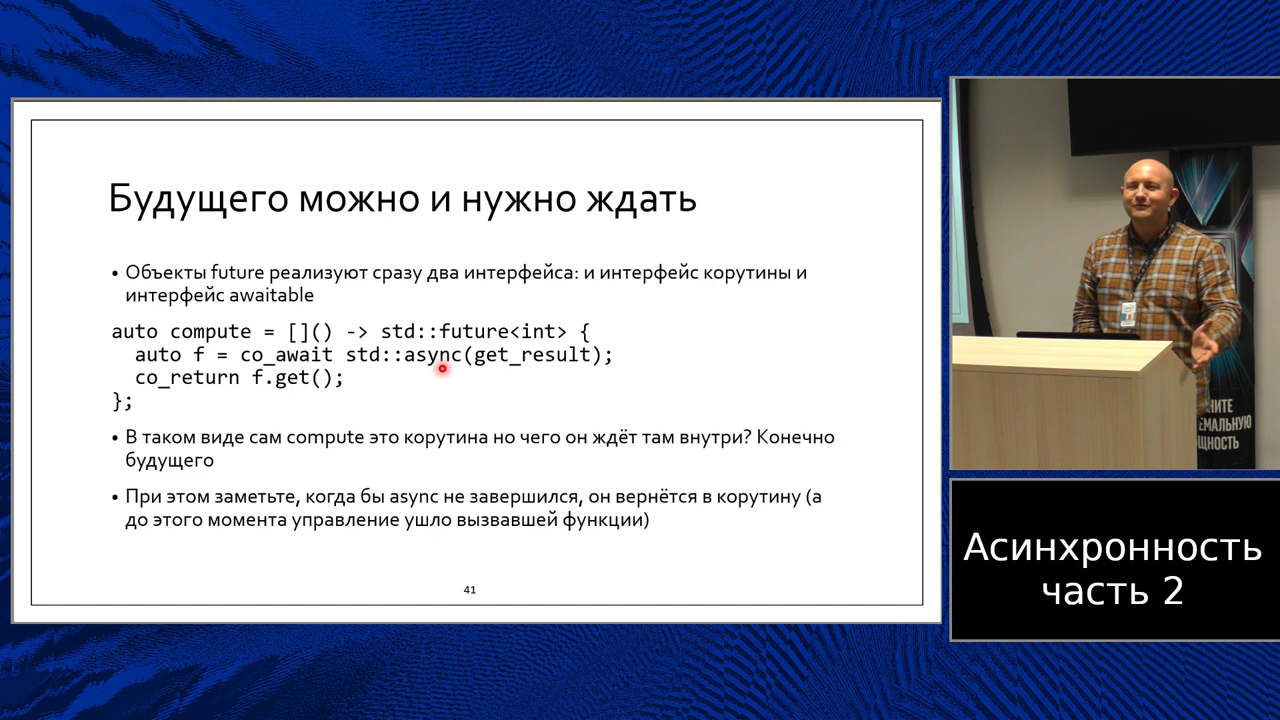 Будущего можно и нужно ждать
• Объекты future реализуют сразу два интерфейса: и интерфейс корутины и
интерфейс awaitable
auto compute = []() -> std::future<int> {
  auto f = co_await std::async(get_result);
  co_return f.get();
};
• В таком виде сам compute это корутина но чего он ждёт там внутри? Конечно
будущего
• При этом заметьте, когда бы async не завершился, он вернётся в корутину (а
до этого момента управление ушло вызвавшей функции)
41
Асинхронность
часть 2